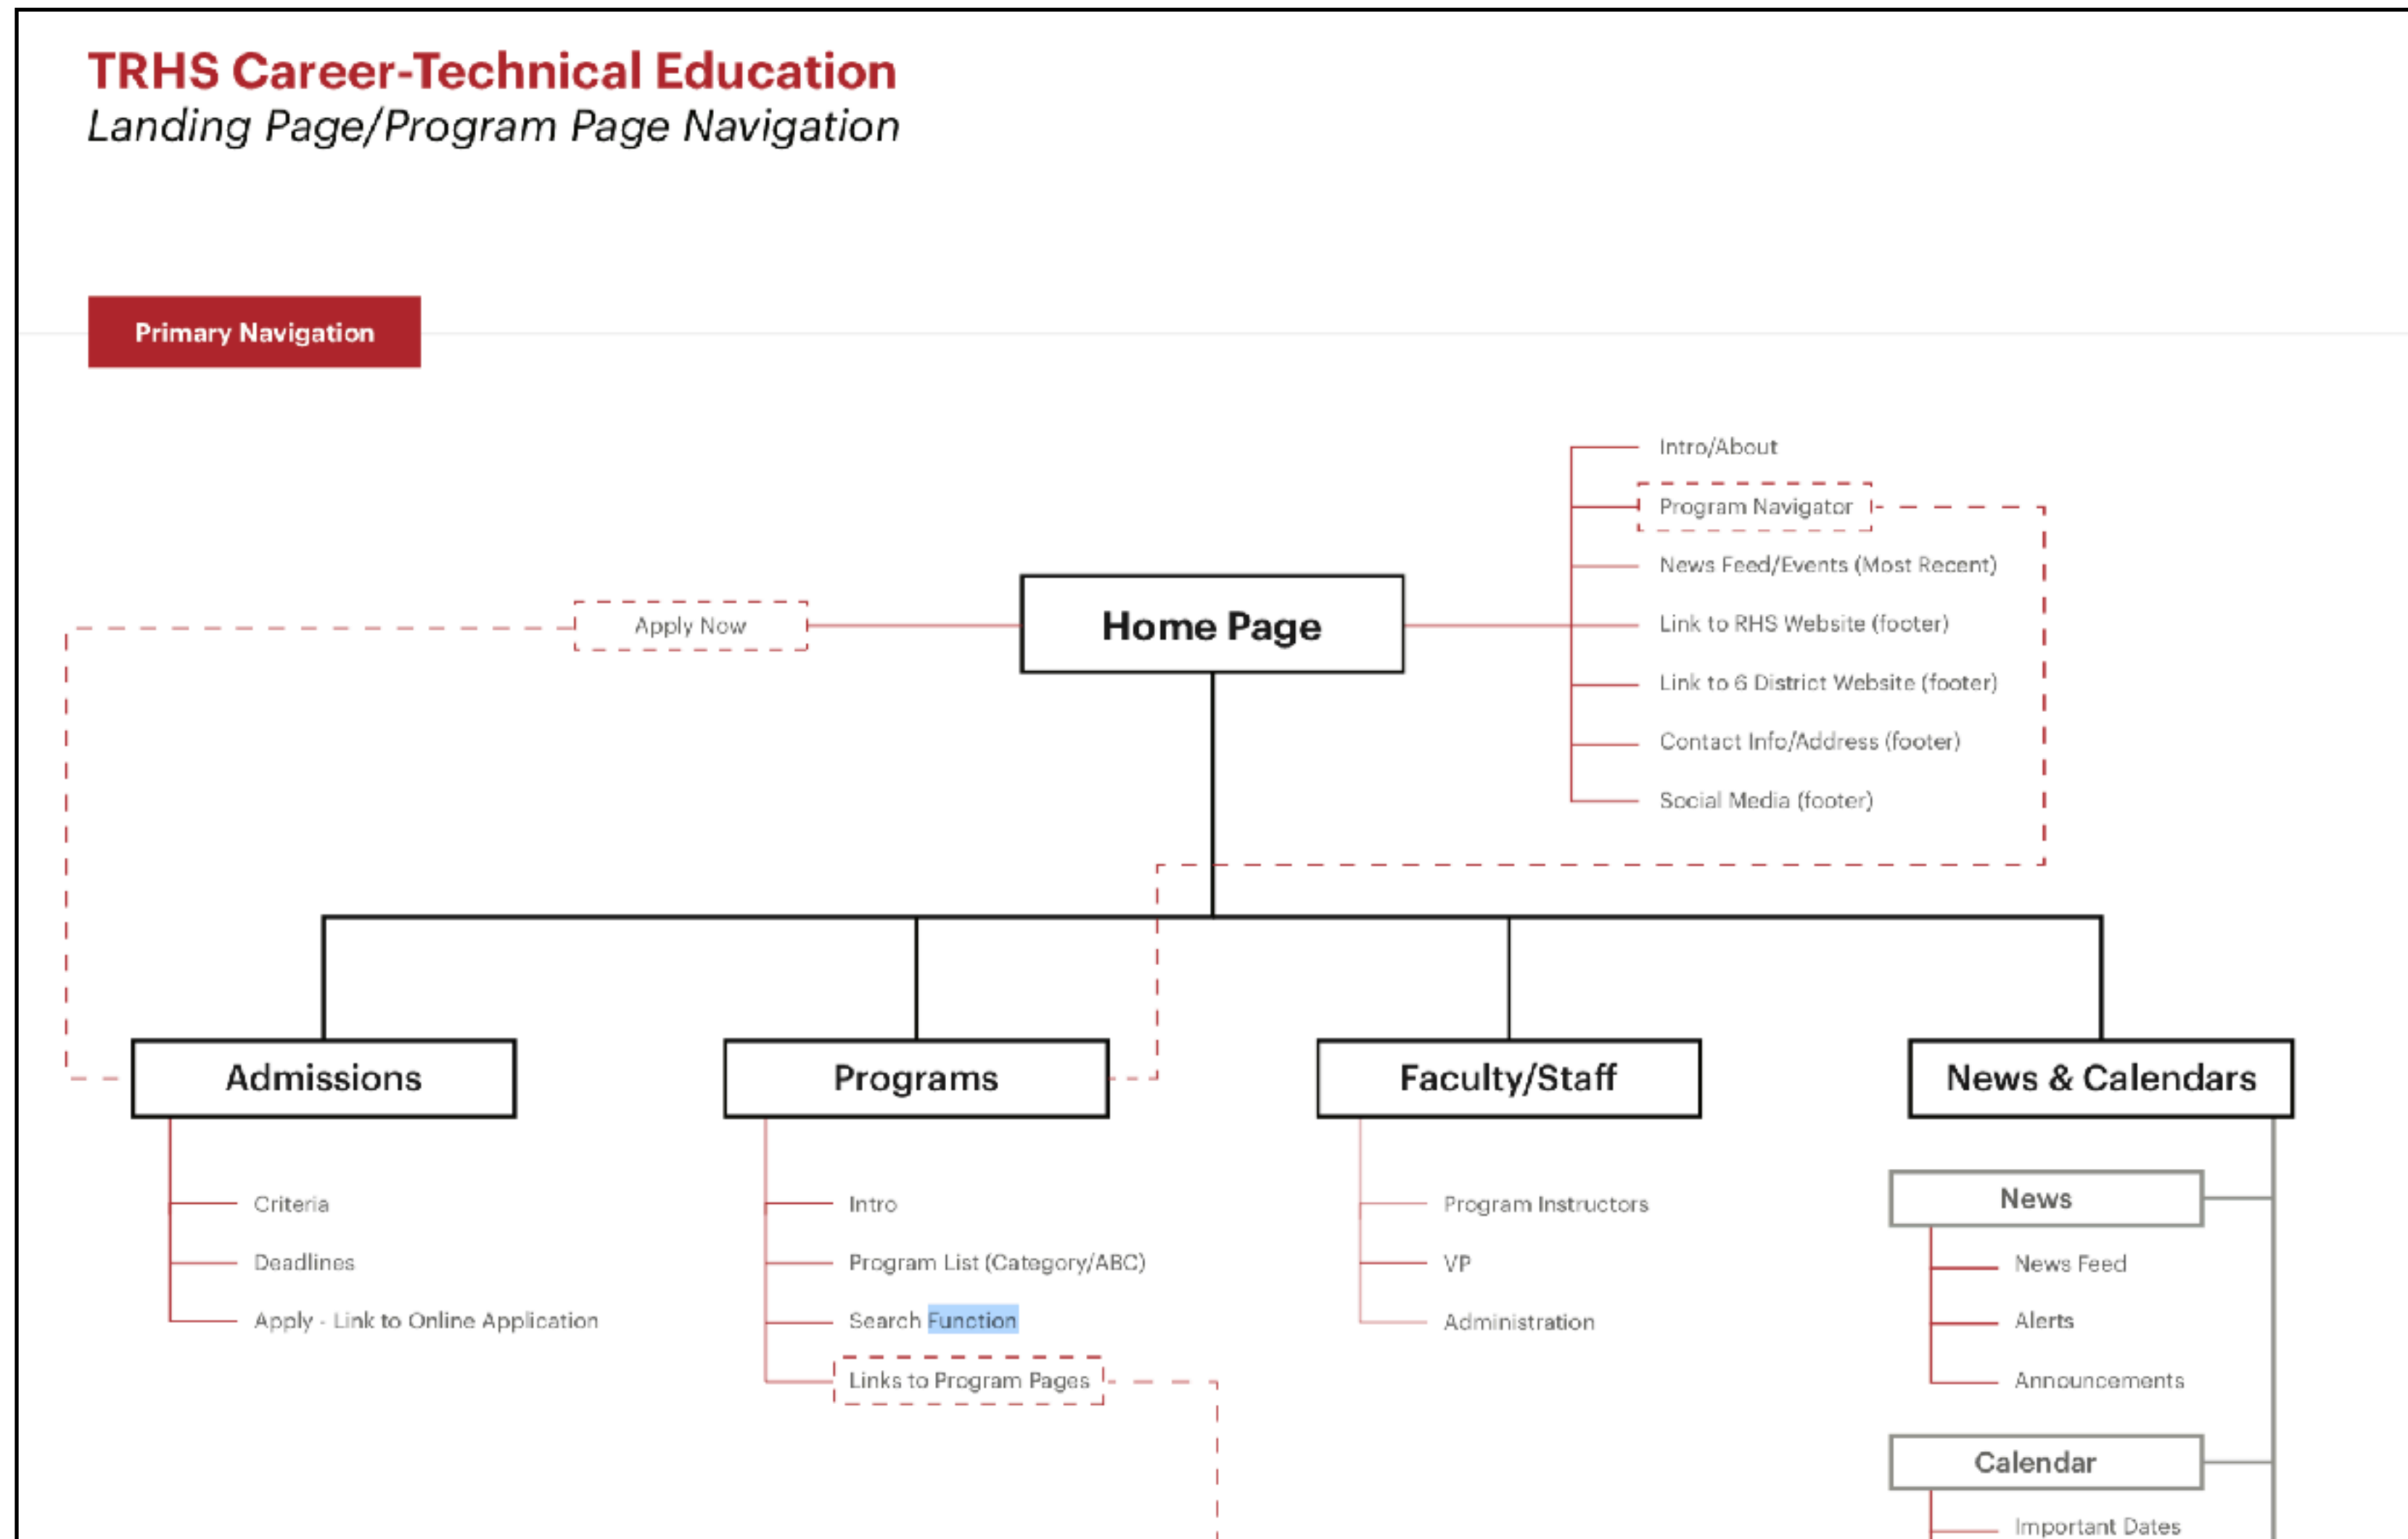 TRHS Career-Technical Education
Landing Page/Program Page Navigation
Primary Navigation
Intro/About
Program Navigator
News Feed/Events (Most Recent)
Apply Now
Home Page
Link to RHS Website (footer)
Link to 6 District Website (footer)
Contact Info/Address (footer)
Social Media (footer)
Admissions
Criteria
Deadlines
Apply - Link to Online Application
Programs
Intro
Program List (Category/ABC)
Search Function
Links to Program Pages
Faculty/Staff
Program Instructors
VP
Administration
News & Calendars
News
News Feed
Alerts
Announcements
Calendar
Important Dates